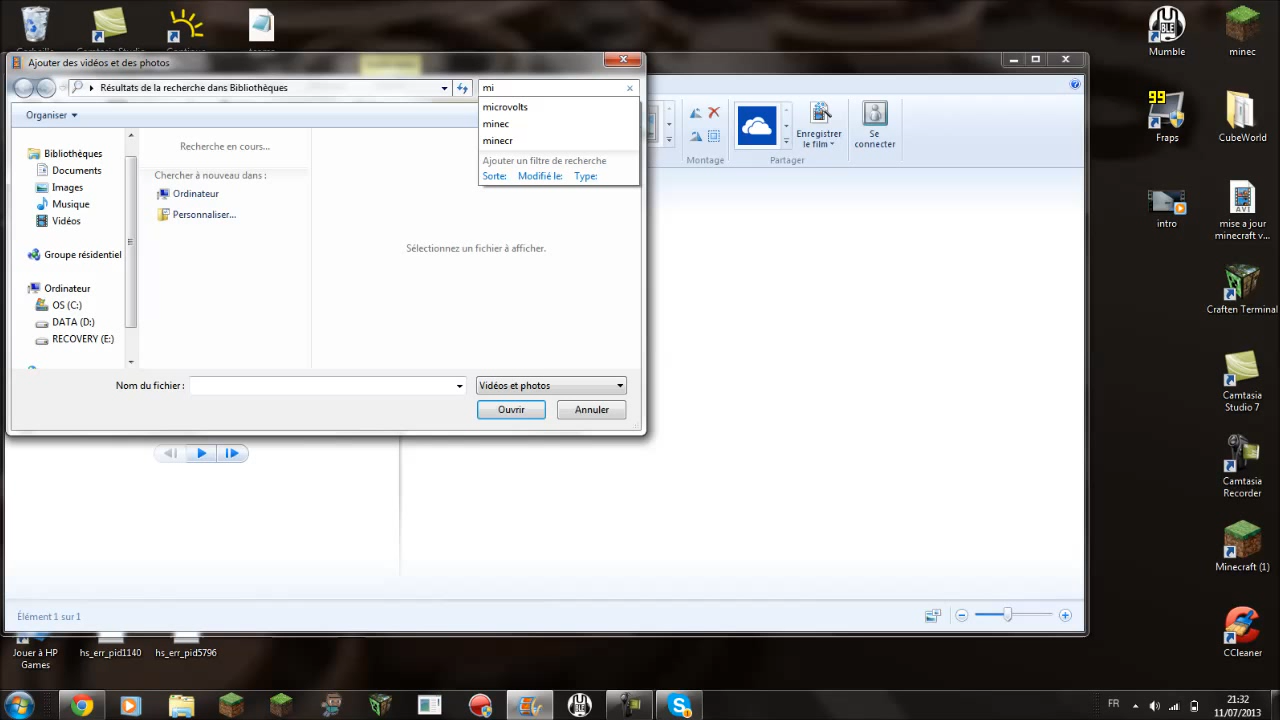 Ajouter des vidéos et des photos
Résultats de la recherche dans Bibliothèques
mi
microvolts
minec
minecr
Ajouter un filtre de recherche
Sorte: Modifié le: Type:
Organiser
Recherche en cours...
Chercher à nouveau dans :
Ordinateur
Personnaliser...
Bibliothèques
Documents
Images
Musique
Vidéos
Groupe résidentiel
Ordinateur
OS (C:)
DATA (D:)
RECOVERY (E:)
Sélectionnez un fichier à afficher.
Nom du fichier :
Vidéos et photos
Ouvrir
Annuler
Montage
Enregistrer
le film
Partager
Se
connecter
Élément 1 sur 1
Mumble
minec
99
Fraps
CubeWorld
intro
AVI
mise a jour
minecraft v...
Craften Terminal
Camtasia
Studio 7
Camtasia
Recorder
Minecraft (1)
CCleaner
Jouer à HP
Games
hs_err_pid1140
hs_err_pid5796
FR
21:32
11/07/2013